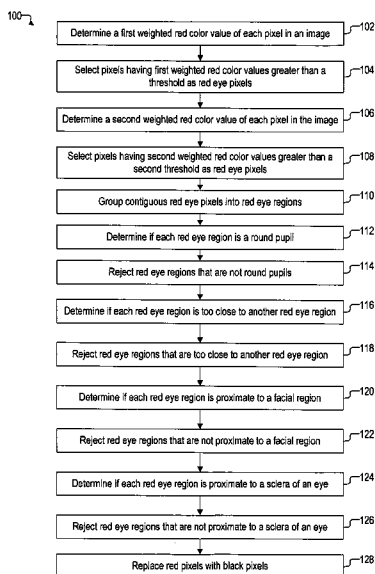 100
Determine a first weighted red color value of each pixel in an image
102
Select pixels having first weighted red color values greater than a
threshold as red eye pixels
104
Determine a second weighted red color value of each pixel in the image
106
Select pixels having second weighted red color values greater than a
second threshold as red eye pixels
108
Group contiguous red eye pixels into red eye regions
110
Determine if each red eye region is a round pupil
112
Reject red eye regions that are not round pupils
114
Determine if each red eye region is too close to another red eye region
116
Reject red eye regions that are too close to another red eye region
118
Determine if each red eye region is proximate to a facial region
120
Reject red eye regions that are not proximate to a facial region
122
Determine if each red eye region is proximate to a sclera of an eye
124
Reject red eye regions that are not proximate to a sclera of an eye
126
Replace red pixels with black pixels
128